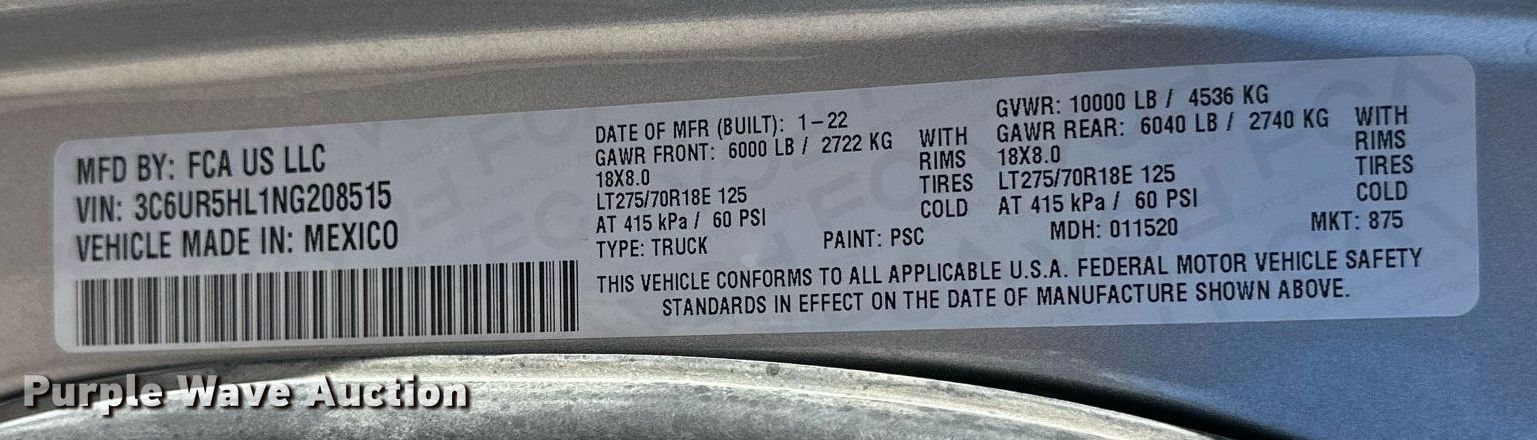 MFD BY: FCA US LLC
VIN: 3C6UR5HL1NG208515
VEHICLE MADE IN: MEXICO
DATE OF MFR (BUILT): 1-22
GAWR FRONT: 6000 LB / 2722 KG WITH
18X8.0 RIMS
LT275/70R18E 125 TIRES
AT 415 kPa / 60 PSI COLD
TYPE: TRUCK PAINT: PSC
GVWR: 10000 LB / 4536 KG
GAWR REAR: 6040 LB / 2740 KG WITH
18X8.0 RIMS
LT275/70R18E 125 TIRES
AT 415 kPa / 60 PSI COLD
MDH: 011520 MKT: 875
THIS VEHICLE CONFORMS TO ALL APPLICABLE U.S.A. FEDERAL MOTOR VEHICLE SAFETY
STANDARDS IN EFFECT ON THE DATE OF MANUFACTURE SHOWN ABOVE.
Purple Wave Auction